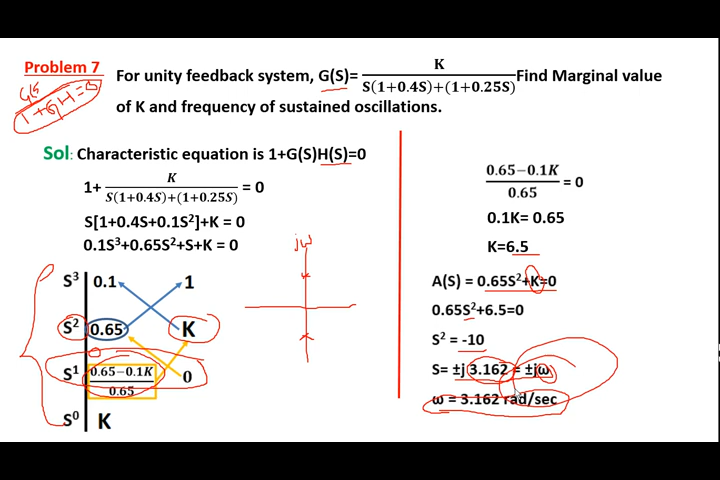 Problem 7
G(S
1+GH=0
For unity feedback system, G(S)= K / S(1+0.4S)+(1+0.25S) Find Marginal value
of K and frequency of sustained oscillations.
Sol: Characteristic equation is 1+G(S)H(S)=0
1+ K / S(1+0.4S)+(1+0.25S) = 0
S[1+0.4S+0.1S²]+K = 0
0.1S³+0.65S²+S+K = 0
jω
S³ 0.1 1
S² 0.65 K
S¹ 0.65−0.1K / 0.65 0
S⁰ K
0.65−0.1K / 0.65 = 0
0.1K= 0.65
K=6.5
A(S) = 0.65S²+K=0
0.65S²+6.5=0
S² = -10
S= ±j 3.162 = ±jω
ω = 3.162 rad/sec